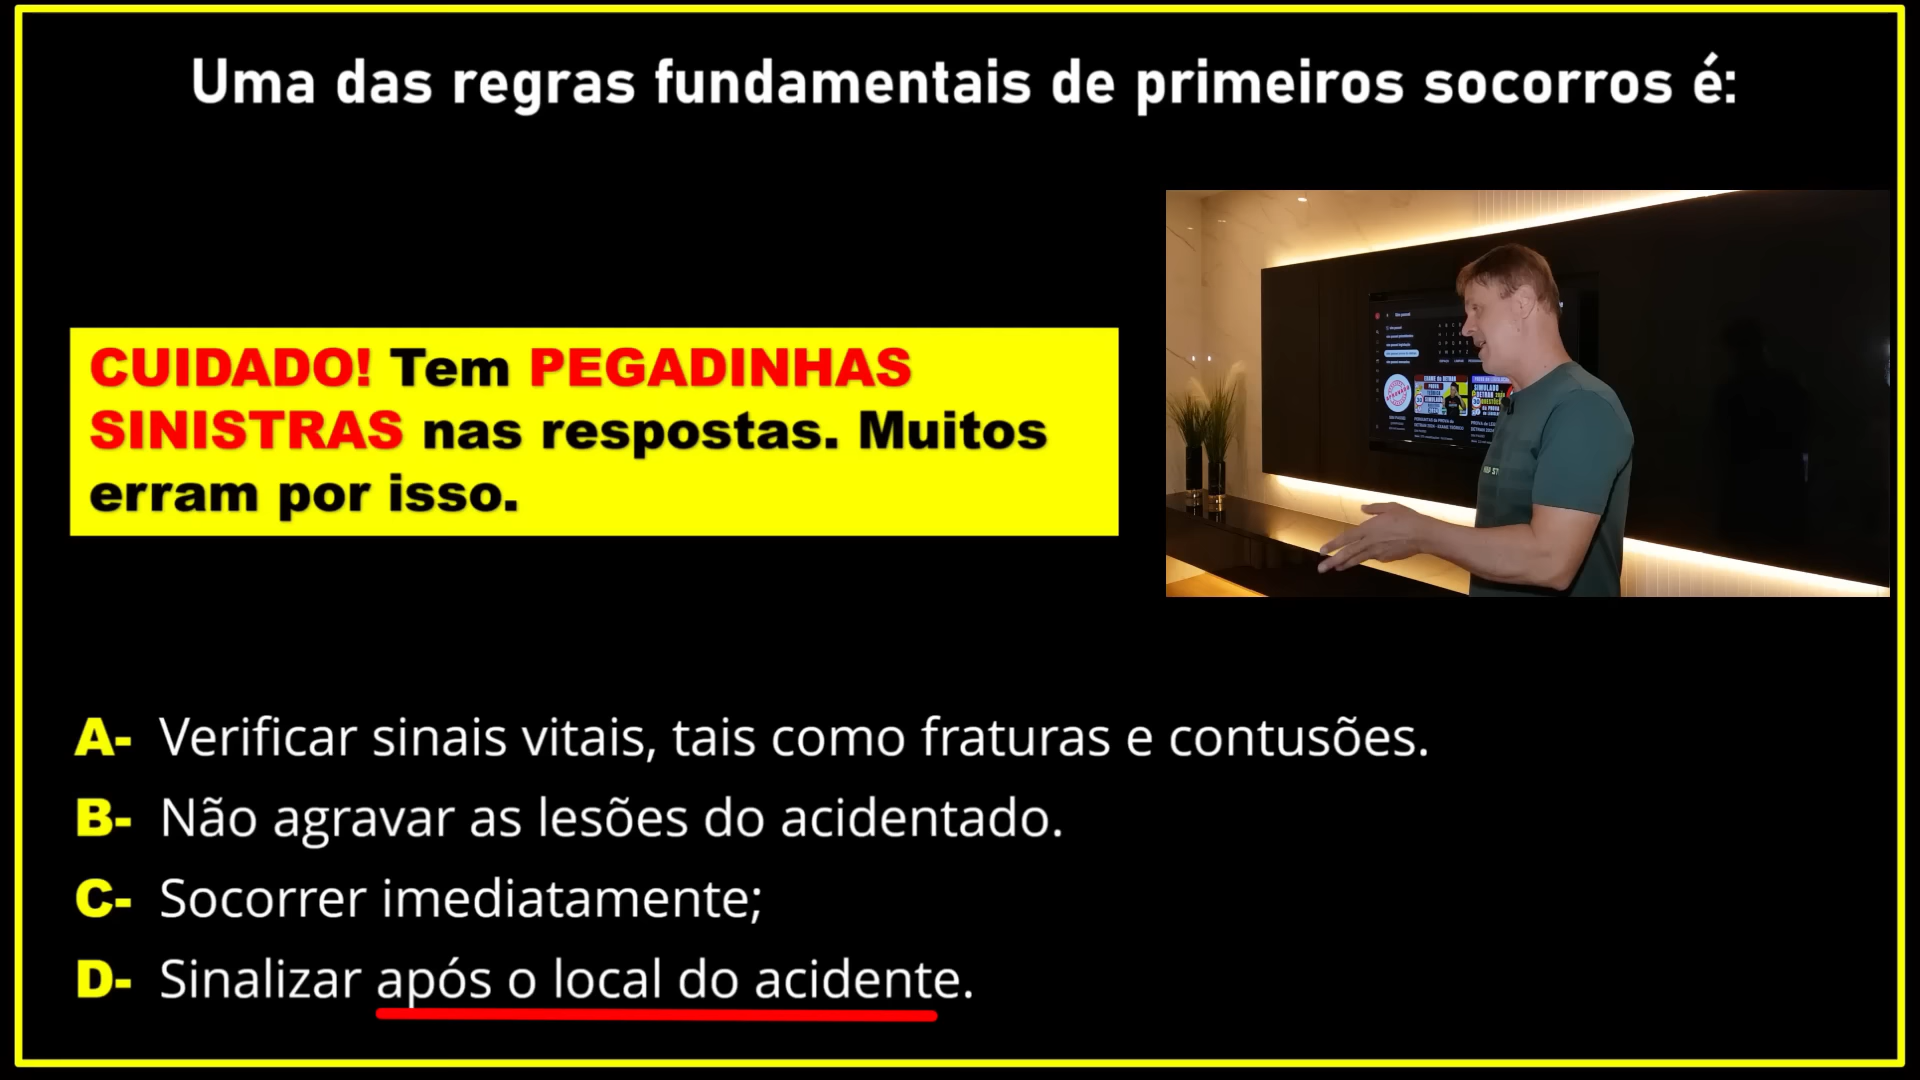 Uma das regras fundamentais de primeiros socorros é:
CUIDADO! Tem PEGADINHAS
SINISTRAS nas respostas. Muitos
erram por isso.
A- Verificar sinais vitais, tais como fraturas e contusões.
B- Não agravar as lesões do acidentado.
C- Socorrer imediatamente;
D- Sinalizar após o local do acidente.